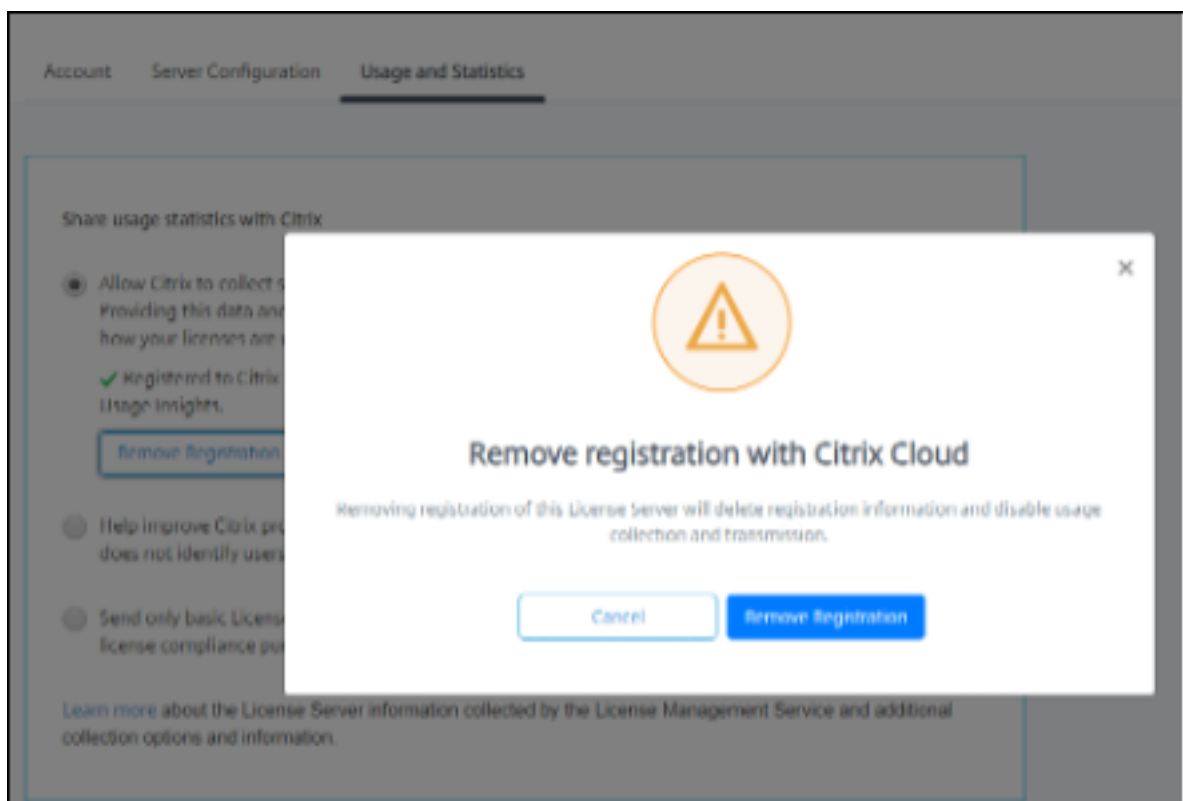 Account Server Configuration Usage and Statistics
Share usage statistics with Citrix
Allow Citrix to collect s
Providing this data and
how your licenses are
✓ Registered to Citrix
Usage Insights.
Remove Registration
Help improve Citrix pro
does not identify users
Send only basic Licens
license compliance pu
×
Remove registration with Citrix Cloud
Removing registration of this License Server will delete registration information and disable usage
collection and transmission.
Cancel Remove Registration
Learn more about the License Server information collected by the License Management Service and additional
collection options and information.